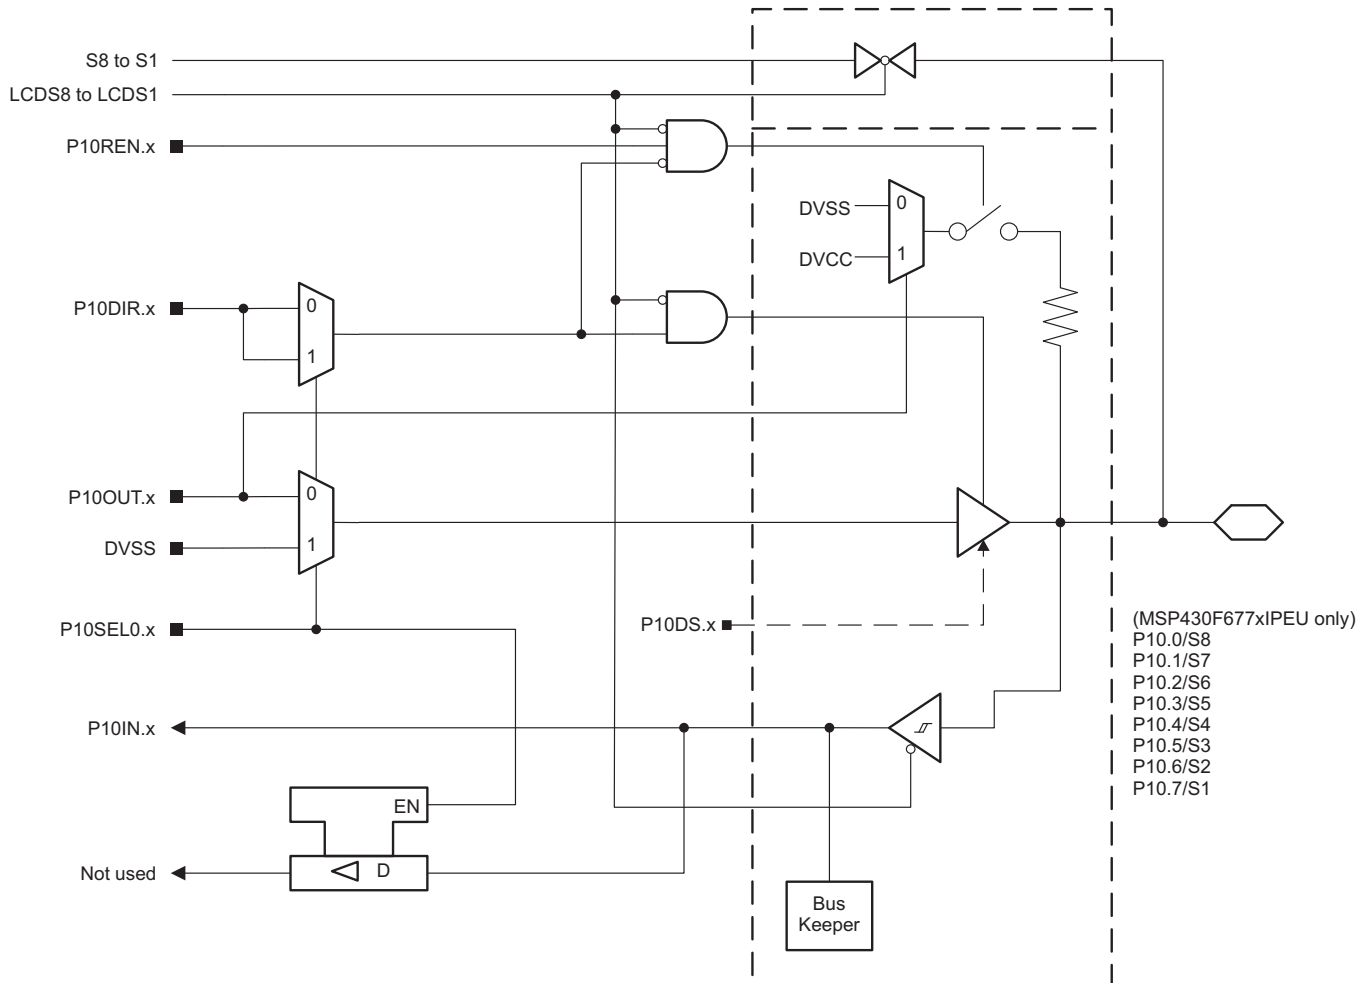 S8 to S1
LCDS8 to LCDS1
P10REN.x
DVSS
0
DVCC
1
P10DIR.x
0
1
P10OUT.x
0
DVSS
1
P10SEL0.x
P10DS.x
(MSP430F677xIPEU only)
P10.0/S8
P10.1/S7
P10.2/S6
P10.3/S5
P10.4/S4
P10.5/S3
P10.6/S2
P10.7/S1
P10IN.x
EN
Not used
D
Bus
Keeper